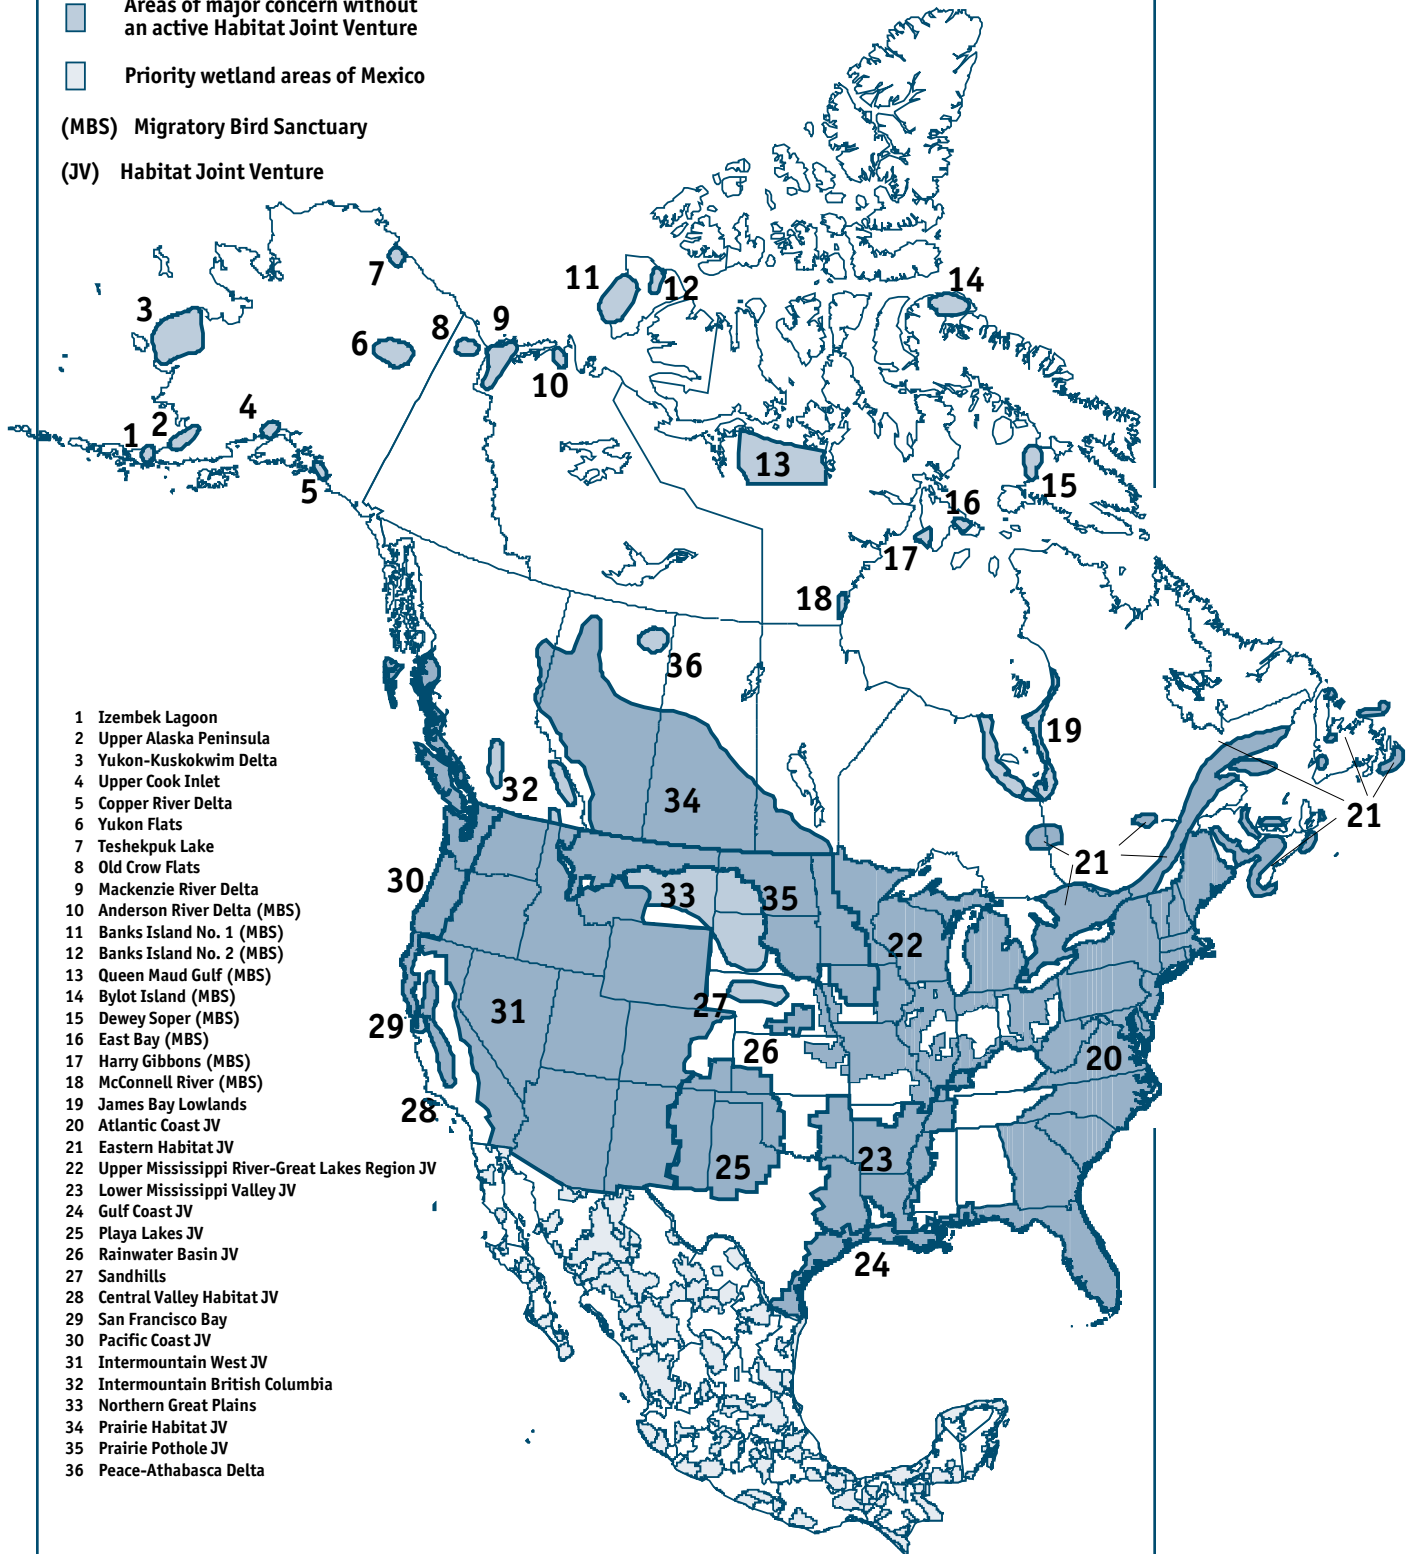 Areas of major concern without
an active Habitat Joint Venture
Priority wetland areas of Mexico
(MBS) Migratory Bird Sanctuary
(JV) Habitat Joint Venture
7
11
12
14
3
8
9
6
10
4
2
1
13
5
15
16
17
18
36
19
32
34
21
21
30
33
35
22
31
27
29
26
20
28
25
23
24
1 Izembek Lagoon
2 Upper Alaska Peninsula
3 Yukon-Kuskokwim Delta
4 Upper Cook Inlet
5 Copper River Delta
6 Yukon Flats
7 Teshekpuk Lake
8 Old Crow Flats
9 Mackenzie River Delta
10 Anderson River Delta (MBS)
11 Banks Island No. 1 (MBS)
12 Banks Island No. 2 (MBS)
13 Queen Maud Gulf (MBS)
14 Bylot Island (MBS)
15 Dewey Soper (MBS)
16 East Bay (MBS)
17 Harry Gibbons (MBS)
18 McConnell River (MBS)
19 James Bay Lowlands
20 Atlantic Coast JV
21 Eastern Habitat JV
22 Upper Mississippi River-Great Lakes Region JV
23 Lower Mississippi Valley JV
24 Gulf Coast JV
25 Playa Lakes JV
26 Rainwater Basin JV
27 Sandhills
28 Central Valley Habitat JV
29 San Francisco Bay
30 Pacific Coast JV
31 Intermountain West JV
32 Intermountain British Columbia
33 Northern Great Plains
34 Prairie Habitat JV
35 Prairie Pothole JV
36 Peace-Athabasca Delta